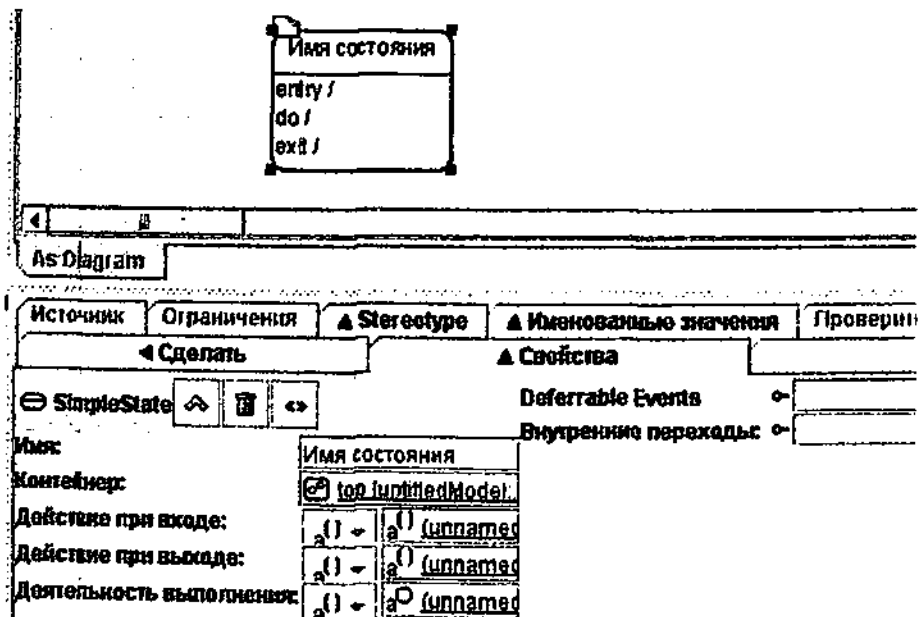 Имя состояния
entry /
do /
exit /
As Diagram
Источник Ограничения ▲ Stereotype ▲ Именованные значения Проверин
◀ Сделать ▲ Свойства
SimpleState Deferrable Events
Внутренние переходы:
Имя: Имя состояния
Контейнер: top [untitledModel...
Действие при входе: a() a() (unnamed
Действие при выходе: a() a() (unnamed
Деятельность выполнения: a() a (unnamed